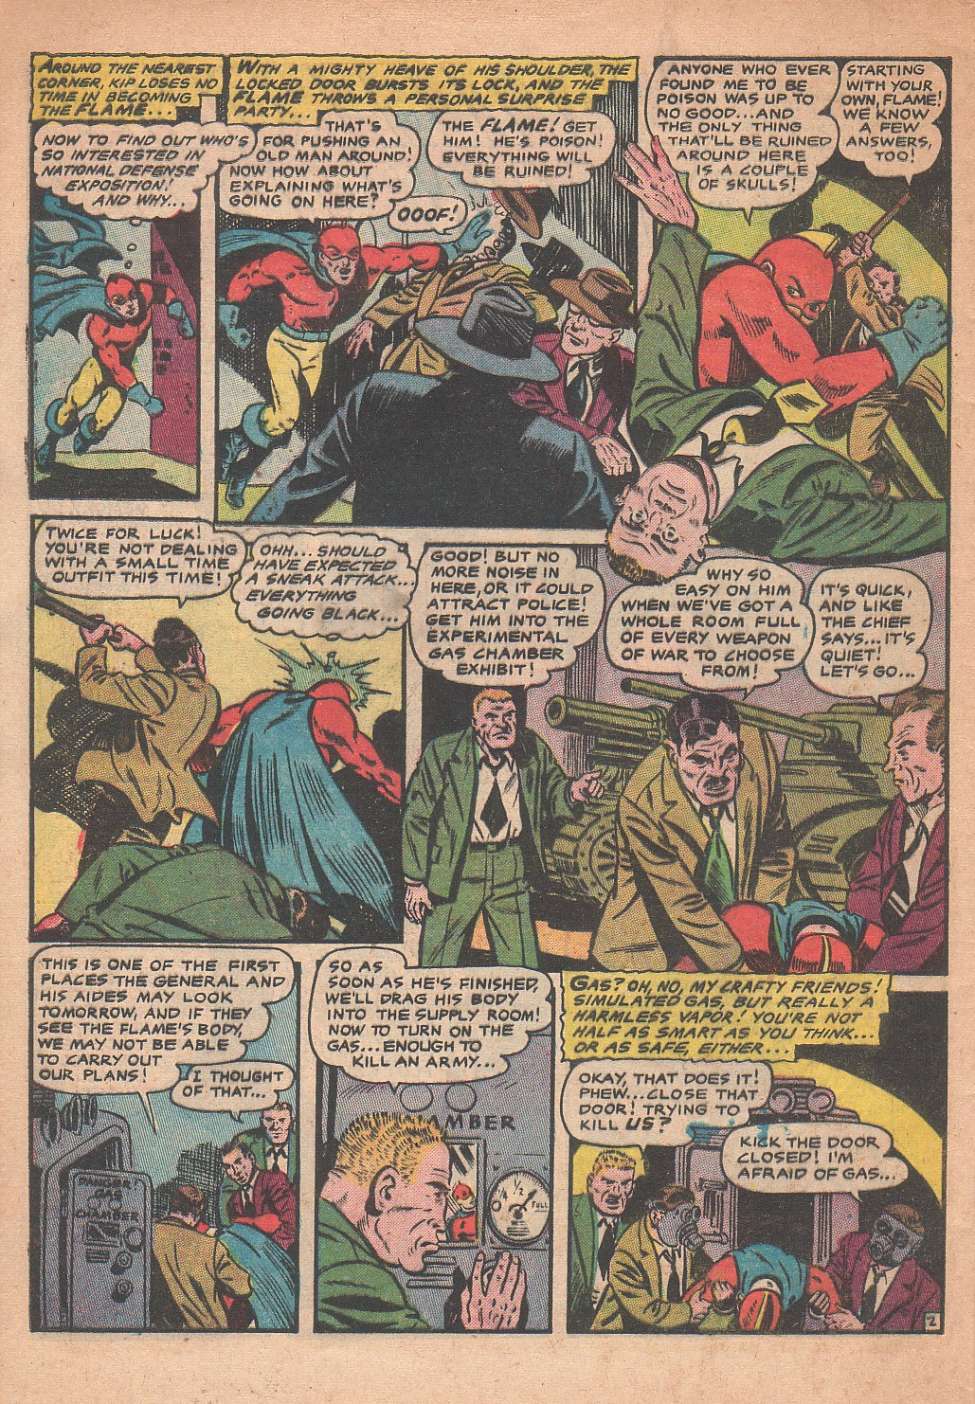 AROUND THE NEAREST
CORNER, KIP LOSES NO
TIME IN BECOMING
THE FLAME...
NOW TO FIND OUT WHO'S
SO INTERESTED IN
NATIONAL DEFENSE
EXPOSITION!
AND WHY...
WITH A MIGHTY HEAVE OF HIS SHOULDER, THE
LOCKED DOOR BURSTS ITS LOCK, AND THE
FLAME THROWS A PERSONAL SURPRISE
PARTY...
THAT'S
FOR PUSHING AN
OLD MAN AROUND!
NOW HOW ABOUT
EXPLAINING WHAT'S
GOING ON HERE?
OOOF!
THE FLAME! GET
HIM! HE'S POISON!
EVERYTHING WILL
BE RUINED!
ANYONE WHO EVER
FOUND ME TO BE
POISON WAS UP TO
NO GOOD...AND
THE ONLY THING
THAT'LL BE RUINED
AROUND HERE
IS A COUPLE
OF SKULLS!
STARTING
WITH YOUR
OWN, FLAME!
WE KNOW
A FEW
ANSWERS,
TOO!
TWICE FOR LUCK!
YOU'RE NOT DEALING
WITH A SMALL TIME
OUTFIT THIS TIME!
OHH...SHOULD
HAVE EXPECTED
A SNEAK ATTACK...
EVERYTHING
GOING BLACK...
GOOD! BUT NO
MORE NOISE IN
HERE, OR IT COULD
ATTRACT POLICE!
GET HIM INTO THE
EXPERIMENTAL
GAS CHAMBER
EXHIBIT!
WHY SO
EASY ON HIM
WHEN WE'VE GOT A
WHOLE ROOM FULL
OF EVERY WEAPON
OF WAR TO CHOOSE
FROM!
IT'S QUICK,
AND LIKE
THE CHIEF
SAYS...IT'S
QUIET!
LET'S GO...
THIS IS ONE OF THE FIRST
PLACES THE GENERAL AND
HIS AIDES MAY LOOK
TOMORROW, AND IF THEY
SEE THE FLAME'S BODY,
WE MAY NOT BE ABLE
TO CARRY OUT
OUR PLANS!
I THOUGHT
OF THAT...
DANGER!
GAS
CHAMBER
SO AS
SOON AS HE'S FINISHED,
WE'LL DRAG HIS BODY
INTO THE SUPPLY ROOM!
NOW TO TURN ON THE
GAS...ENOUGH TO
KILL AN ARMY...
CHAMBER
0 1/4 1/2 FULL
GAS? OH, NO, MY CRAFTY FRIENDS!
SIMULATED GAS, BUT REALLY A
HARMLESS VAPOR! YOU'RE NOT
HALF AS SMART AS YOU THINK...
OR AS SAFE, EITHER...
OKAY, THAT DOES IT!
PHEW...CLOSE THAT
DOOR! TRYING TO
KILL US?
KICK THE DOOR
CLOSED! I'M
AFRAID OF GAS...
2